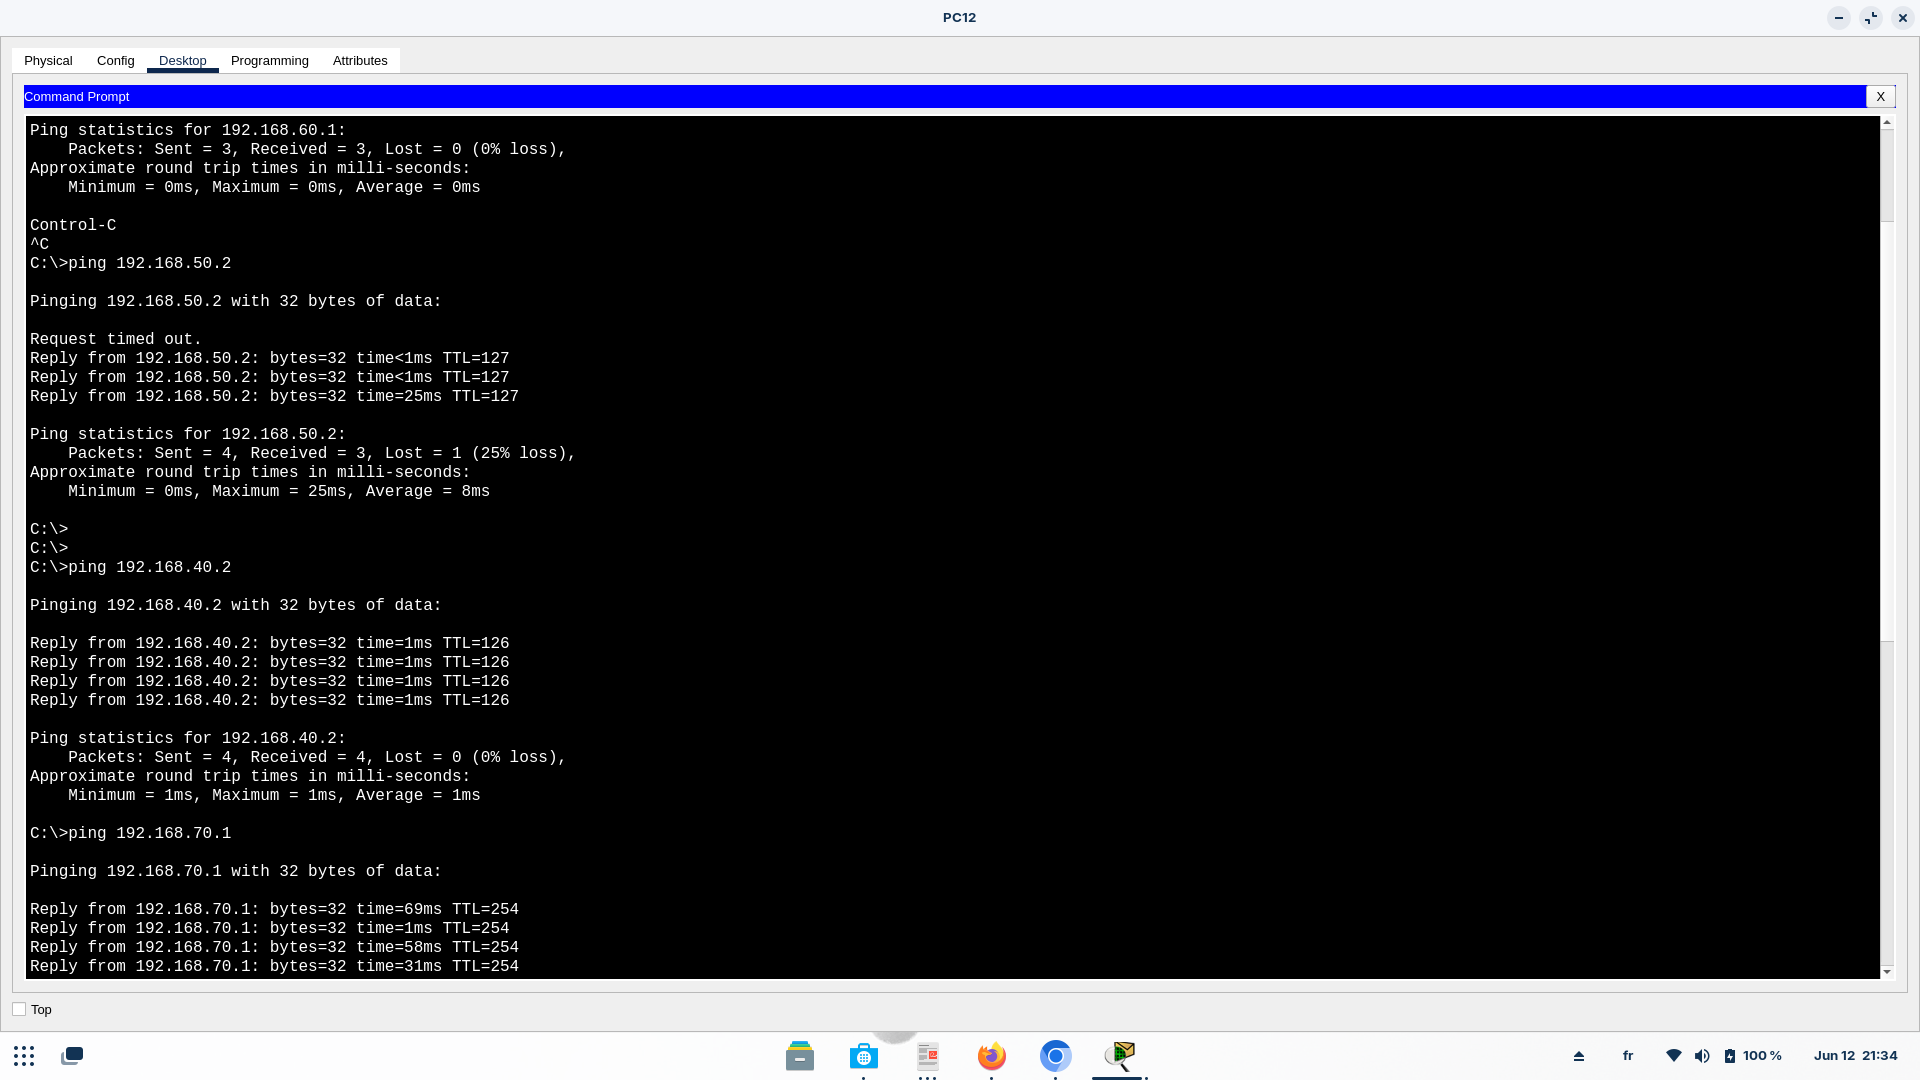 PC12
Physical Config Desktop Programming Attributes
Command Prompt X
Ping statistics for 192.168.60.1:
Packets: Sent = 3, Received = 3, Lost = 0 (0% loss),
Approximate round trip times in milli-seconds:
Minimum = 0ms, Maximum = 0ms, Average = 0ms
Control-C
^C
C:\>ping 192.168.50.2
Pinging 192.168.50.2 with 32 bytes of data:
Request timed out.
Reply from 192.168.50.2: bytes=32 time<1ms TTL=127
Reply from 192.168.50.2: bytes=32 time<1ms TTL=127
Reply from 192.168.50.2: bytes=32 time=25ms TTL=127
Ping statistics for 192.168.50.2:
Packets: Sent = 4, Received = 3, Lost = 1 (25% loss),
Approximate round trip times in milli-seconds:
Minimum = 0ms, Maximum = 25ms, Average = 8ms
C:\>
C:\>
C:\>ping 192.168.40.2
Pinging 192.168.40.2 with 32 bytes of data:
Reply from 192.168.40.2: bytes=32 time=1ms TTL=126
Reply from 192.168.40.2: bytes=32 time=1ms TTL=126
Reply from 192.168.40.2: bytes=32 time=1ms TTL=126
Reply from 192.168.40.2: bytes=32 time=1ms TTL=126
Ping statistics for 192.168.40.2:
Packets: Sent = 4, Received = 4, Lost = 0 (0% loss),
Approximate round trip times in milli-seconds:
Minimum = 1ms, Maximum = 1ms, Average = 1ms
C:\>ping 192.168.70.1
Pinging 192.168.70.1 with 32 bytes of data:
Reply from 192.168.70.1: bytes=32 time=69ms TTL=254
Reply from 192.168.70.1: bytes=32 time=1ms TTL=254
Reply from 192.168.70.1: bytes=32 time=58ms TTL=254
Reply from 192.168.70.1: bytes=32 time=31ms TTL=254
Top
fr 100 % Jun 12 21:34